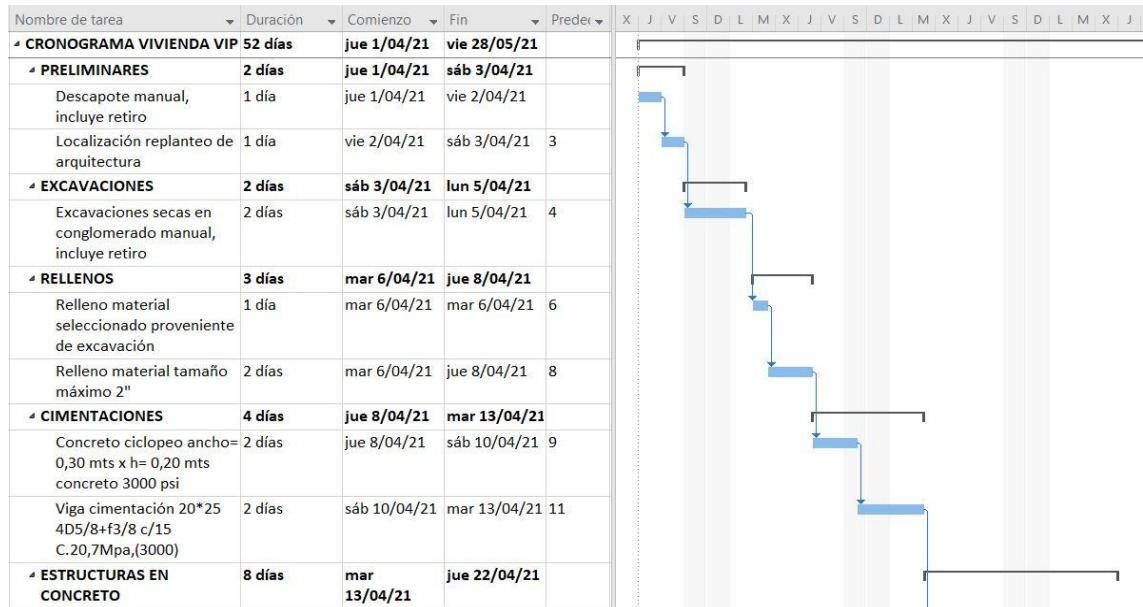 Nombre de tarea Duración Comienzo Fin Predec X J V S D L M X J V S D L M X J V S D L M X J
CRONOGRAMA VIVIENDA VIP 52 días jue 1/04/21 vie 28/05/21
PRELIMINARES 2 días jue 1/04/21 sáb 3/04/21
Descapote manual, 1 día jue 1/04/21 vie 2/04/21
incluye retiro
Localización replanteo de 1 día vie 2/04/21 sáb 3/04/21 3
arquitectura
EXCAVACIONES 2 días sáb 3/04/21 lun 5/04/21
Excavaciones secas en 2 días sáb 3/04/21 lun 5/04/21 4
conglomerado manual,
incluye retiro
RELLENOS 3 días mar 6/04/21 jue 8/04/21
Relleno material 1 día mar 6/04/21 mar 6/04/21 6
seleccionado proveniente
de excavación
Relleno material tamaño 2 días mar 6/04/21 jue 8/04/21 8
máximo 2"
CIMENTACIONES 4 días jue 8/04/21 mar 13/04/21
Concreto ciclopeo ancho= 2 días jue 8/04/21 sáb 10/04/21 9
0,30 mts x h= 0,20 mts
concreto 3000 psi
Viga cimentación 20*25 2 días sáb 10/04/21 mar 13/04/21 11
4D5/8+f3/8 c/15
C.20,7Mpa,(3000)
ESTRUCTURAS EN 8 días mar jue 22/04/21
CONCRETO 13/04/21